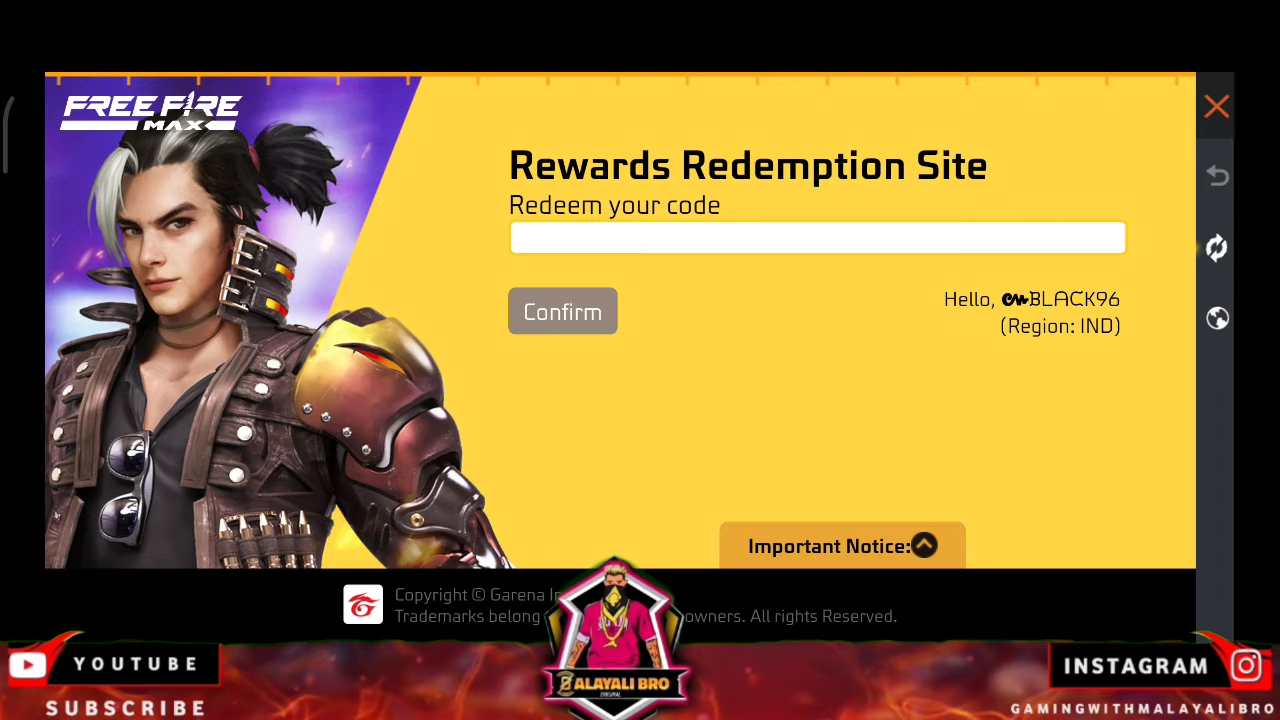 FREE FIRE
MAX
Rewards Redemption Site
Redeem your code
Confirm
Hello, BLACK96
(Region: IND)
Important Notice:
Copyright © Garena In
Trademarks belong owners. All rights Reserved.
YOUTUBE
SUBSCRIBE
ALAYALI BRO
INSTAGRAM
GAMINGWITHMALAYALIBRO